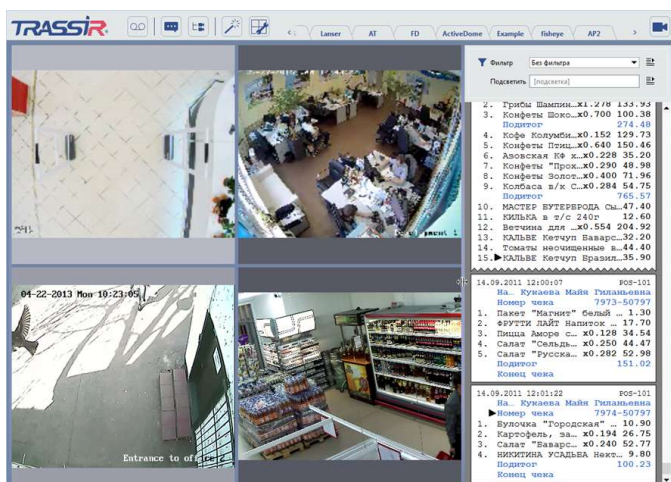 TRASSIR
Lanser
AT
FD
ActiveDome
Example
fisheye
AP2
Фильтр
Без фильтра
Подсветить
[подсветка]
2. Грибы Шампин…x1.278 133.93
3. Конфеты Шоко…x0.700 100.38
Подитог
274.48
4. Кофе Колумби…x0.152 129.73
5. Конфеты Птиц…x0.640 150.46
6. Азовская КФ х…x0.228 35.20
7. Конфеты "Прох…x0.290 48.98
8. Конфеты Золот…x0.400 71.96
9. Колбаса в/х С…x0.284 54.75
Подитог
765.57
10. МАСТЕР БУТЕРБРОДА Сы…47.40
11. КИЛЬКА в т/с 240г 12.60
12. Ветчина для …x0.554 204.92
13. КАЛЬВЕ Кетчуп Баварс…32.20
14. Томаты неочищенные в…44.40
15. КАЛЬВЕ Кетчуп Бразил…35.90
14.09.2011 12:00:07 POS-101
На… Кукаева Майя Гиланьевна
Номер чека 7973-50797
1. Пакет "Магнит" белый … 1.30
2. ФРУТТИ ЛАЙТ Напиток … 17.70
3. Пицца Аморе с… x0.128 34.54
4. Салат "Сельдь… x0.250 44.47
5. Салат "Русска… x0.282 52.98
Подитог 151.02
Конец чека
14.09.2011 12:01:22 POS-101
На… Кукаева Майя Гиланьевна
Номер чека 7974-50797
1. Булочка "Городская" … 10.90
2. Картофель, за… x0.194 26.75
3. Салат "Баварс… x0.240 52.77
4. НИКИТИНА УСАДЬБА Нект… 9.80
Подитог 100.23
Конец чека
04-22-2013 Mon 10:23:05
Entrance to office